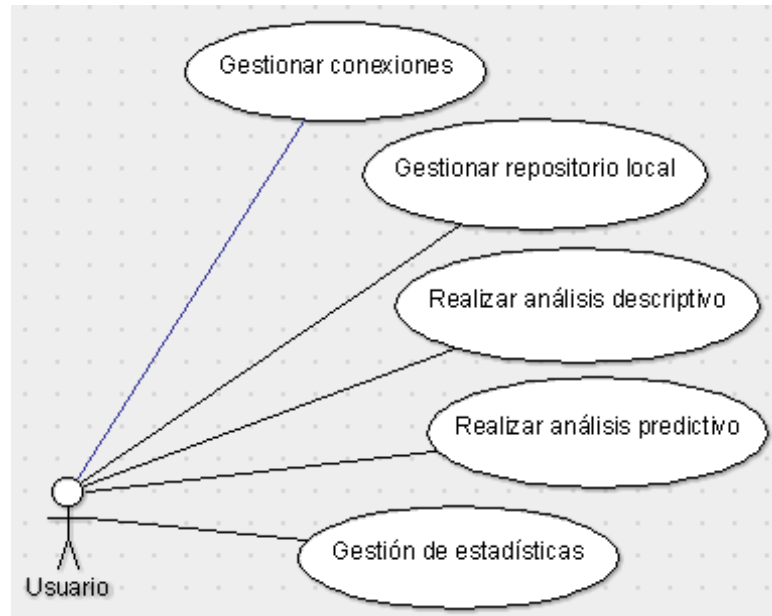 Gestionar conexiones
Gestionar repositorio local
Realizar análisis descriptivo
Realizar análisis predictivo
Gestión de estadísticas
Usuario